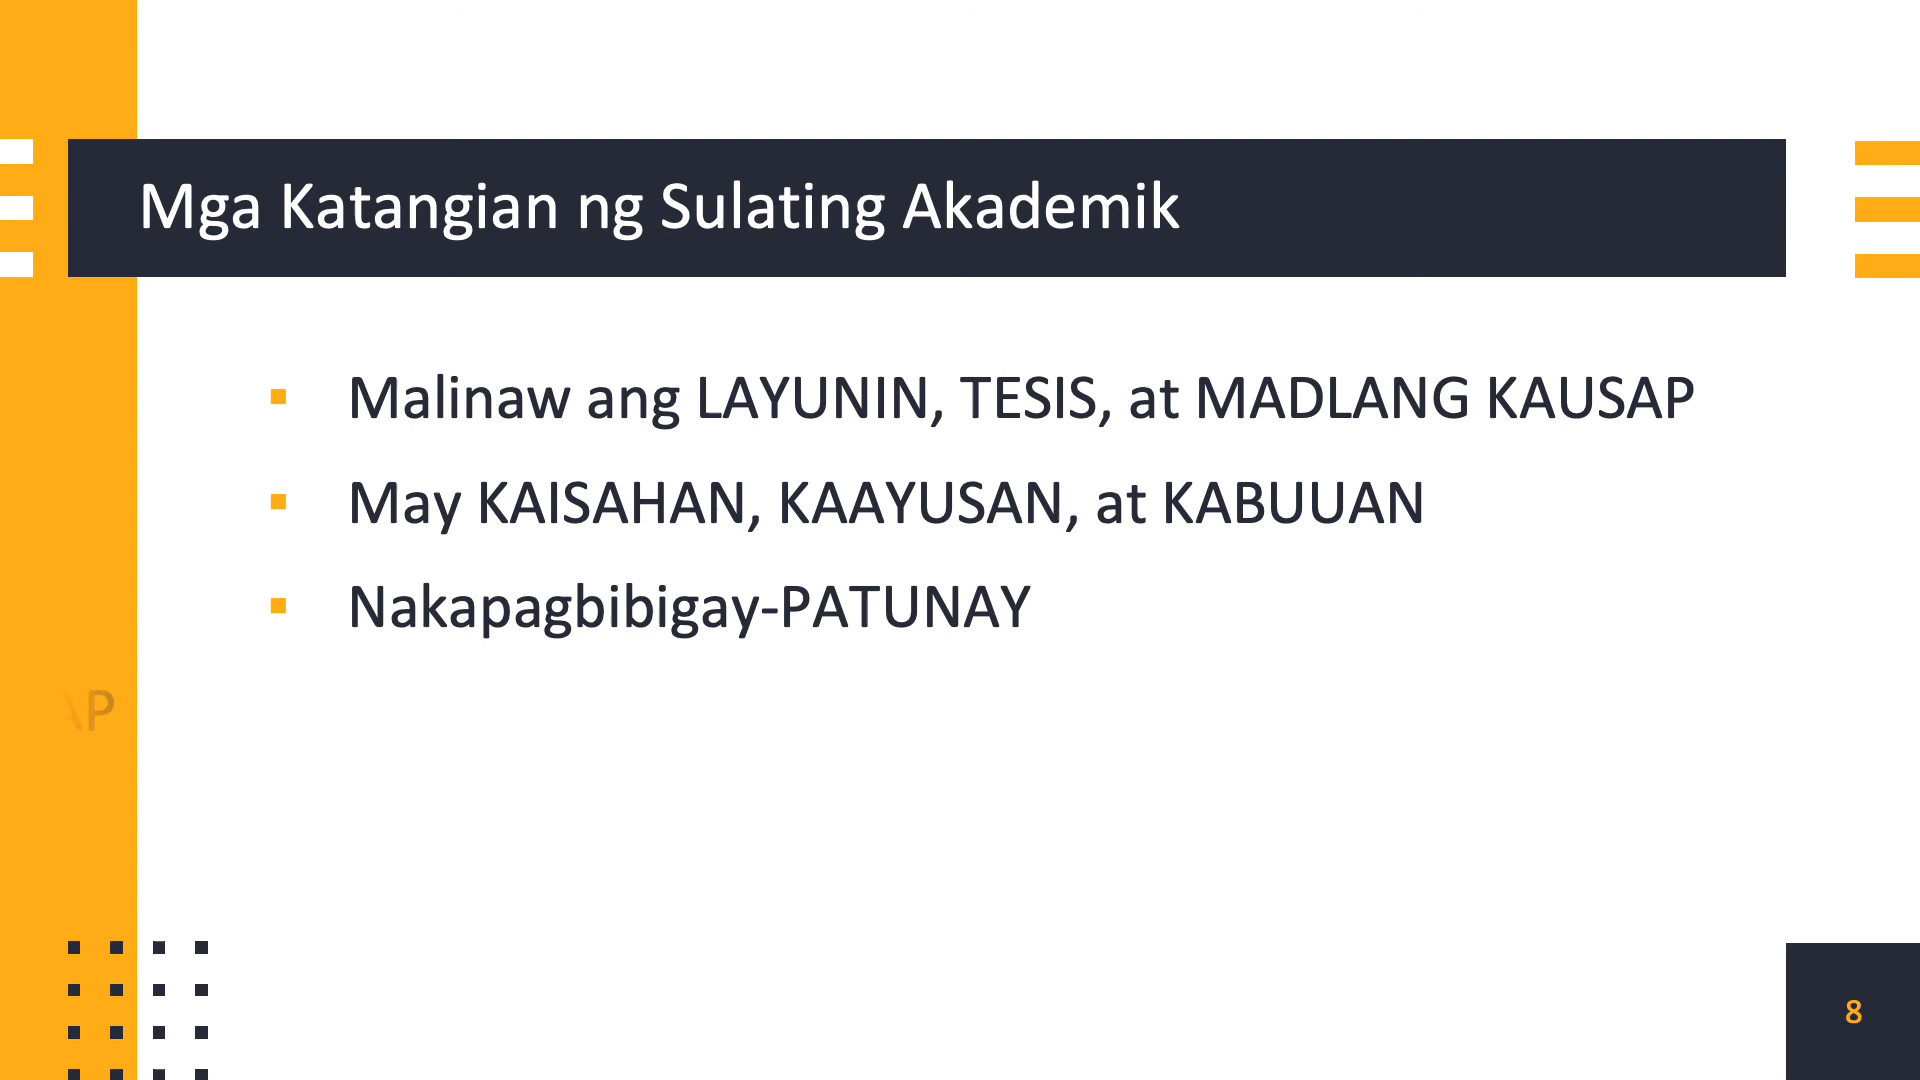 Mga Katangian ng Sulating Akademik
Malinaw ang LAYUNIN, TESIS, at MADLANG KAUSAP
May KAISAHAN, KAAYUSAN, at KABUUAN
Nakapagbibigay-PATUNAY
8